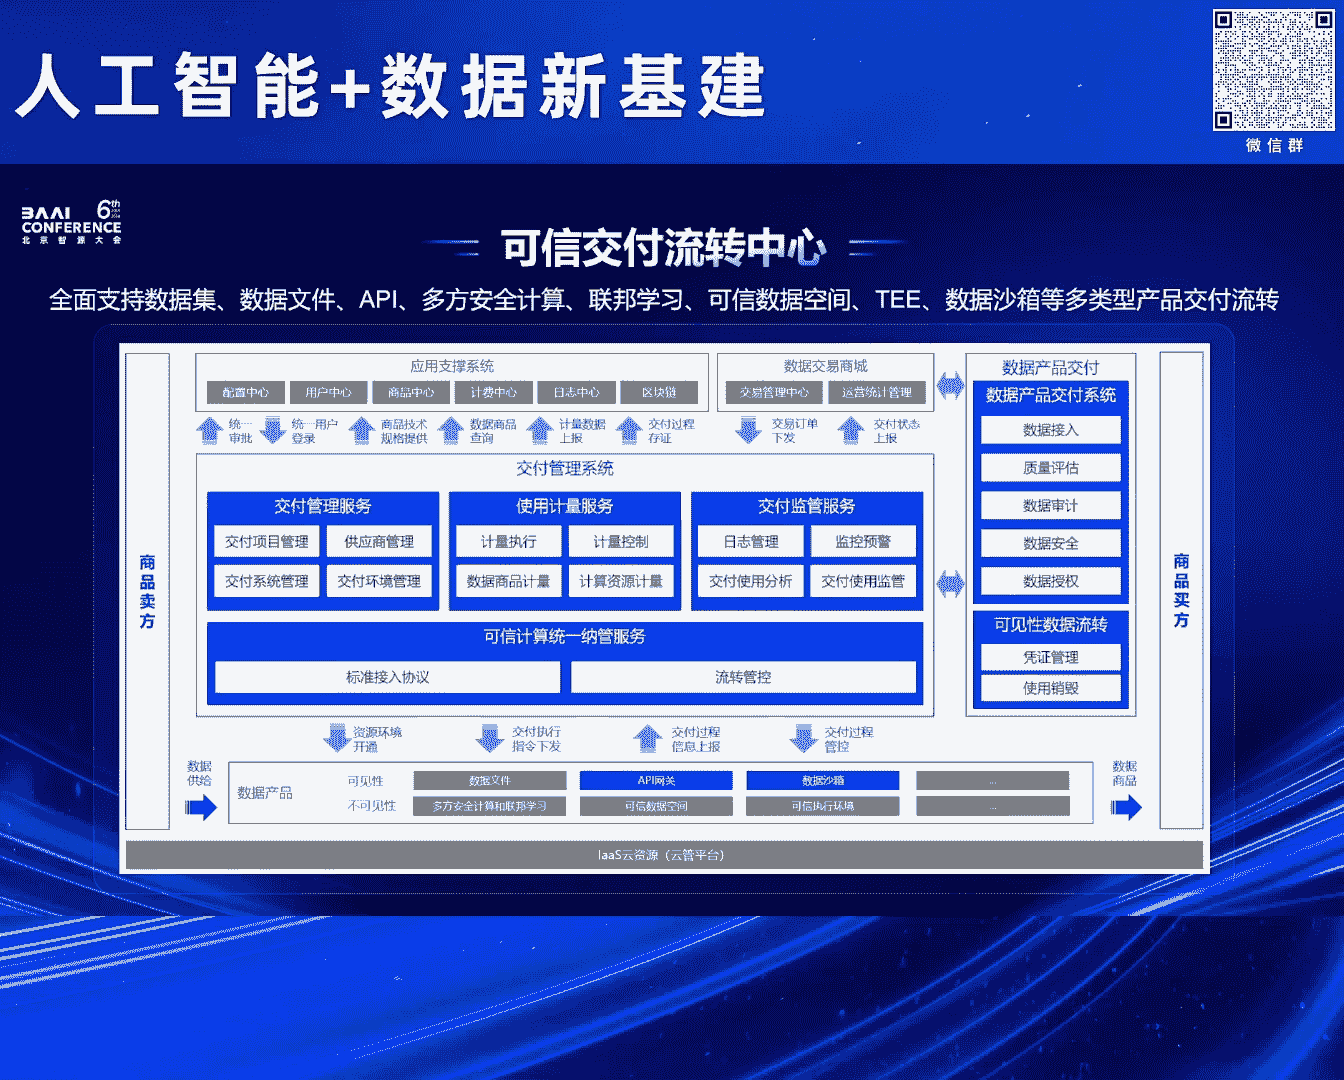 人工智能+数据新基建
微信群
BAAI 6th
CONFERENCE
北京智源大会
可信交付流转中心
全面支持数据集、数据文件、API、多方安全计算、联邦学习、可信数据空间、TEE、数据沙箱等多类型产品交付流转
商品卖方
应用支撑系统
配置中心 用户中心 商品中心 计费中心 日志中心 区块链
数据交易商城
交易管理中心 运营统计管理
统一
审批
统一用户
登录
商品技术
规格提供
数据商品
查询
计量数据
上报
交付过程
存证
交易订单
下发
交付状态
上报
交付管理系统
交付管理服务
交付项目管理 供应商管理
交付系统管理 交付环境管理
使用计量服务
计量执行 计量控制
数据商品计量 计算资源计量
交付监管服务
日志管理 监控预警
交付使用分析 交付使用监管
可信计算统一纳管服务
标准接入协议 流转管控
数据产品交付
数据产品交付系统
数据接入
质量评估
数据审计
数据安全
数据授权
可见性数据流转
凭证管理
使用销毁
商品买方
资源环境
开通
交付执行
指令下发
交付过程
信息上报
交付过程
管控
数据
供给
数据产品
可见性 数据文件 API网关 数据沙箱 ...
不可见性 多方安全计算和联邦学习 可信数据空间 可信执行环境 ...
数据
商品
IaaS云资源（云管平台）